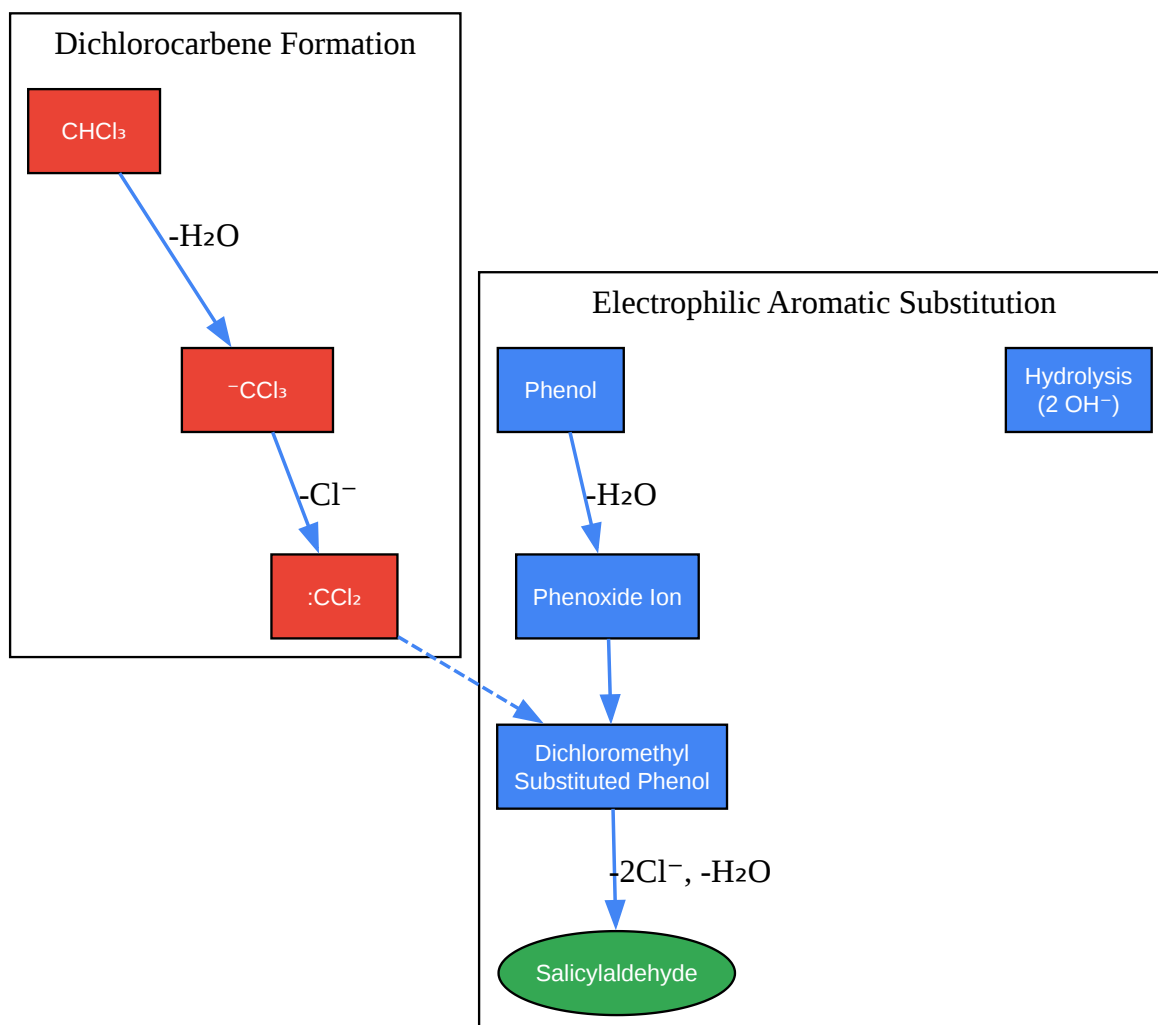 Dichlorocarbene Formation
CHCl₃
-H₂O
⁻CCl₃
-Cl⁻
:CCl₂
Electrophilic Aromatic Substitution
Phenol
Hydrolysis
(2 OH⁻)
-H₂O
Phenoxide Ion
Dichloromethyl
Substituted Phenol
-2Cl⁻, -H₂O
Salicylaldehyde